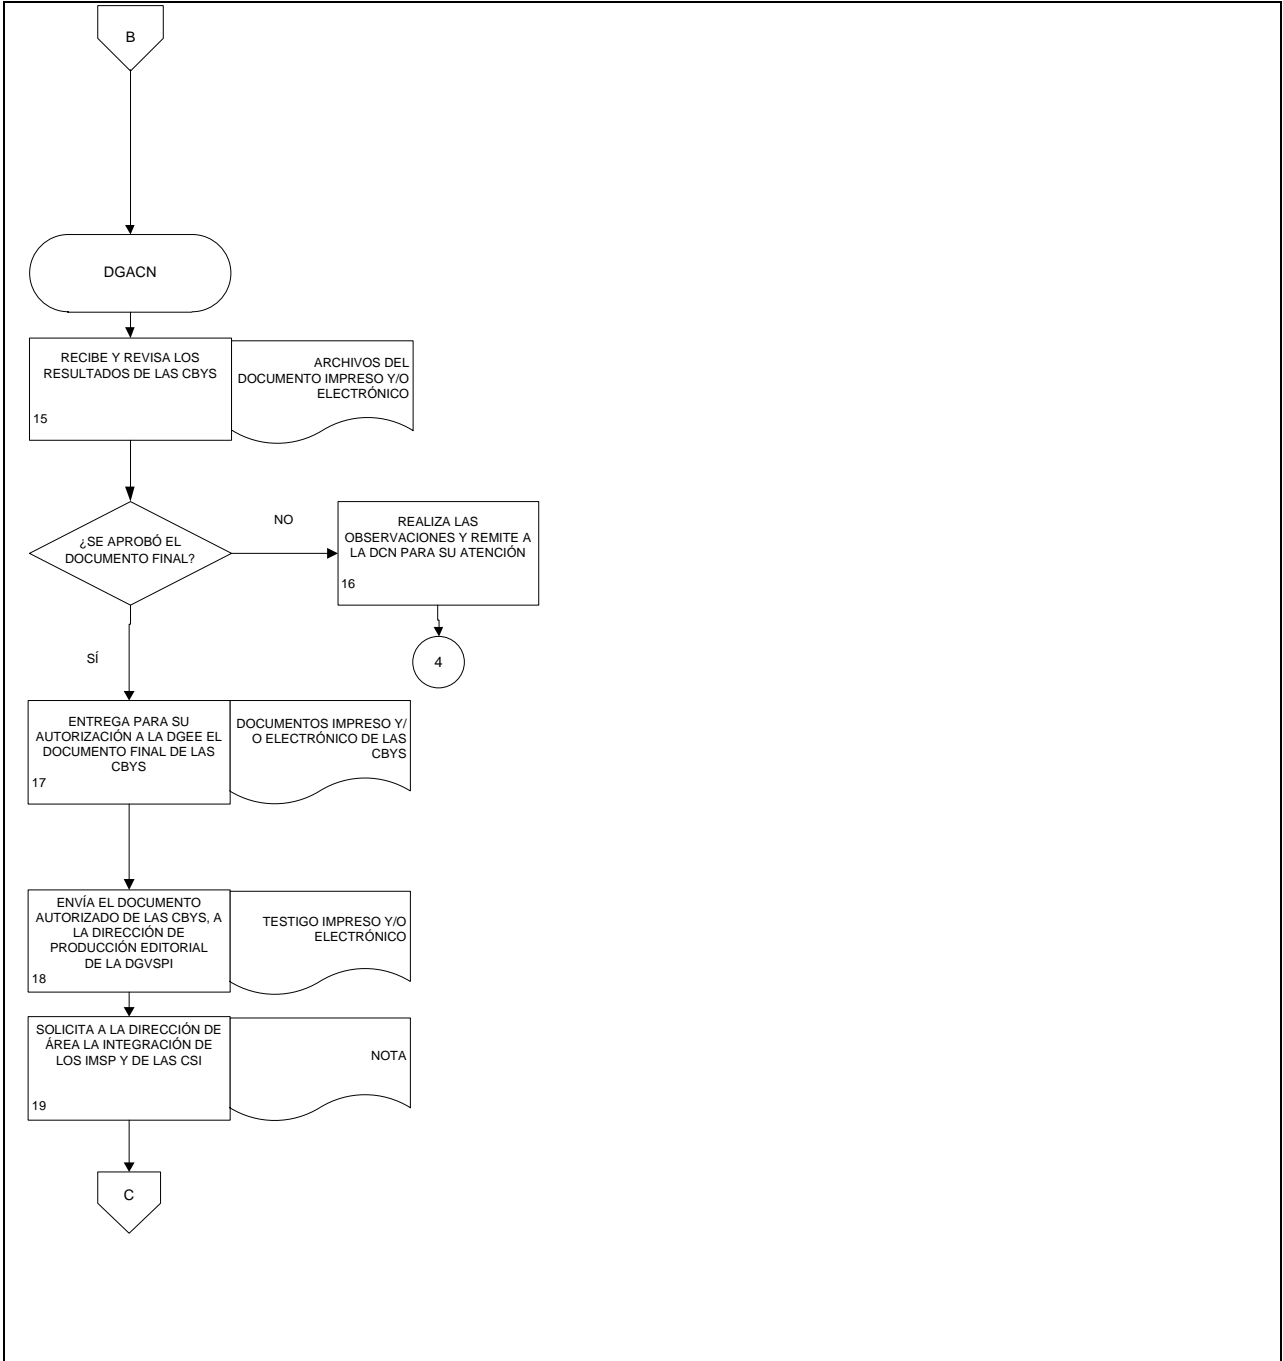 B
DGACN
RECIBE Y REVISA LOS
RESULTADOS DE LAS CBYS
15
ARCHIVOS DEL
DOCUMENTO IMPRESO Y/O
ELECTRÓNICO
¿SE APROBÓ EL
DOCUMENTO FINAL?
NO
REALIZA LAS
OBSERVACIONES Y REMITE A
LA DCN PARA SU ATENCIÓN
16
4
SÍ
ENTREGA PARA SU
AUTORIZACIÓN A LA DGEE EL
DOCUMENTO FINAL DE LAS
CBYS
17
DOCUMENTOS IMPRESO Y/
O ELECTRÓNICO DE LAS
CBYS
ENVÍA EL DOCUMENTO
AUTORIZADO DE LAS CBYS, A
LA DIRECCIÓN DE
PRODUCCIÓN EDITORIAL
DE LA DGVSPI
18
TESTIGO IMPRESO Y/O
ELECTRÓNICO
SOLICITA A LA DIRECCIÓN DE
ÁREA LA INTEGRACIÓN DE
LOS IMSP Y DE LAS CSI
19
NOTA
C